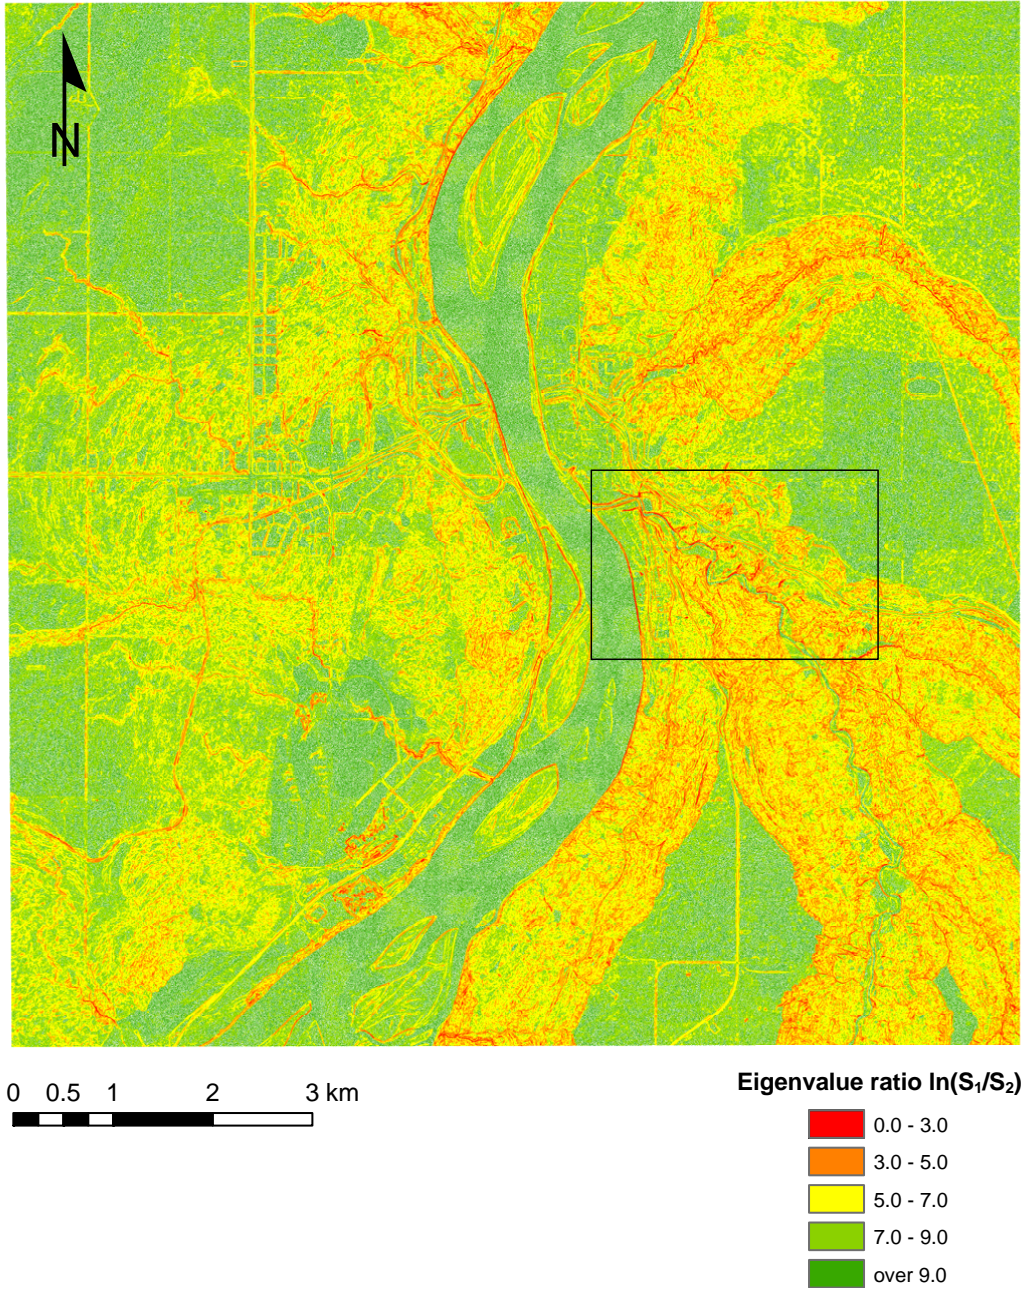 N
0 0.5 1 2 3 km
Eigenvalue ratio ln(S₁/S₂)
0.0 - 3.0
3.0 - 5.0
5.0 - 7.0
7.0 - 9.0
over 9.0